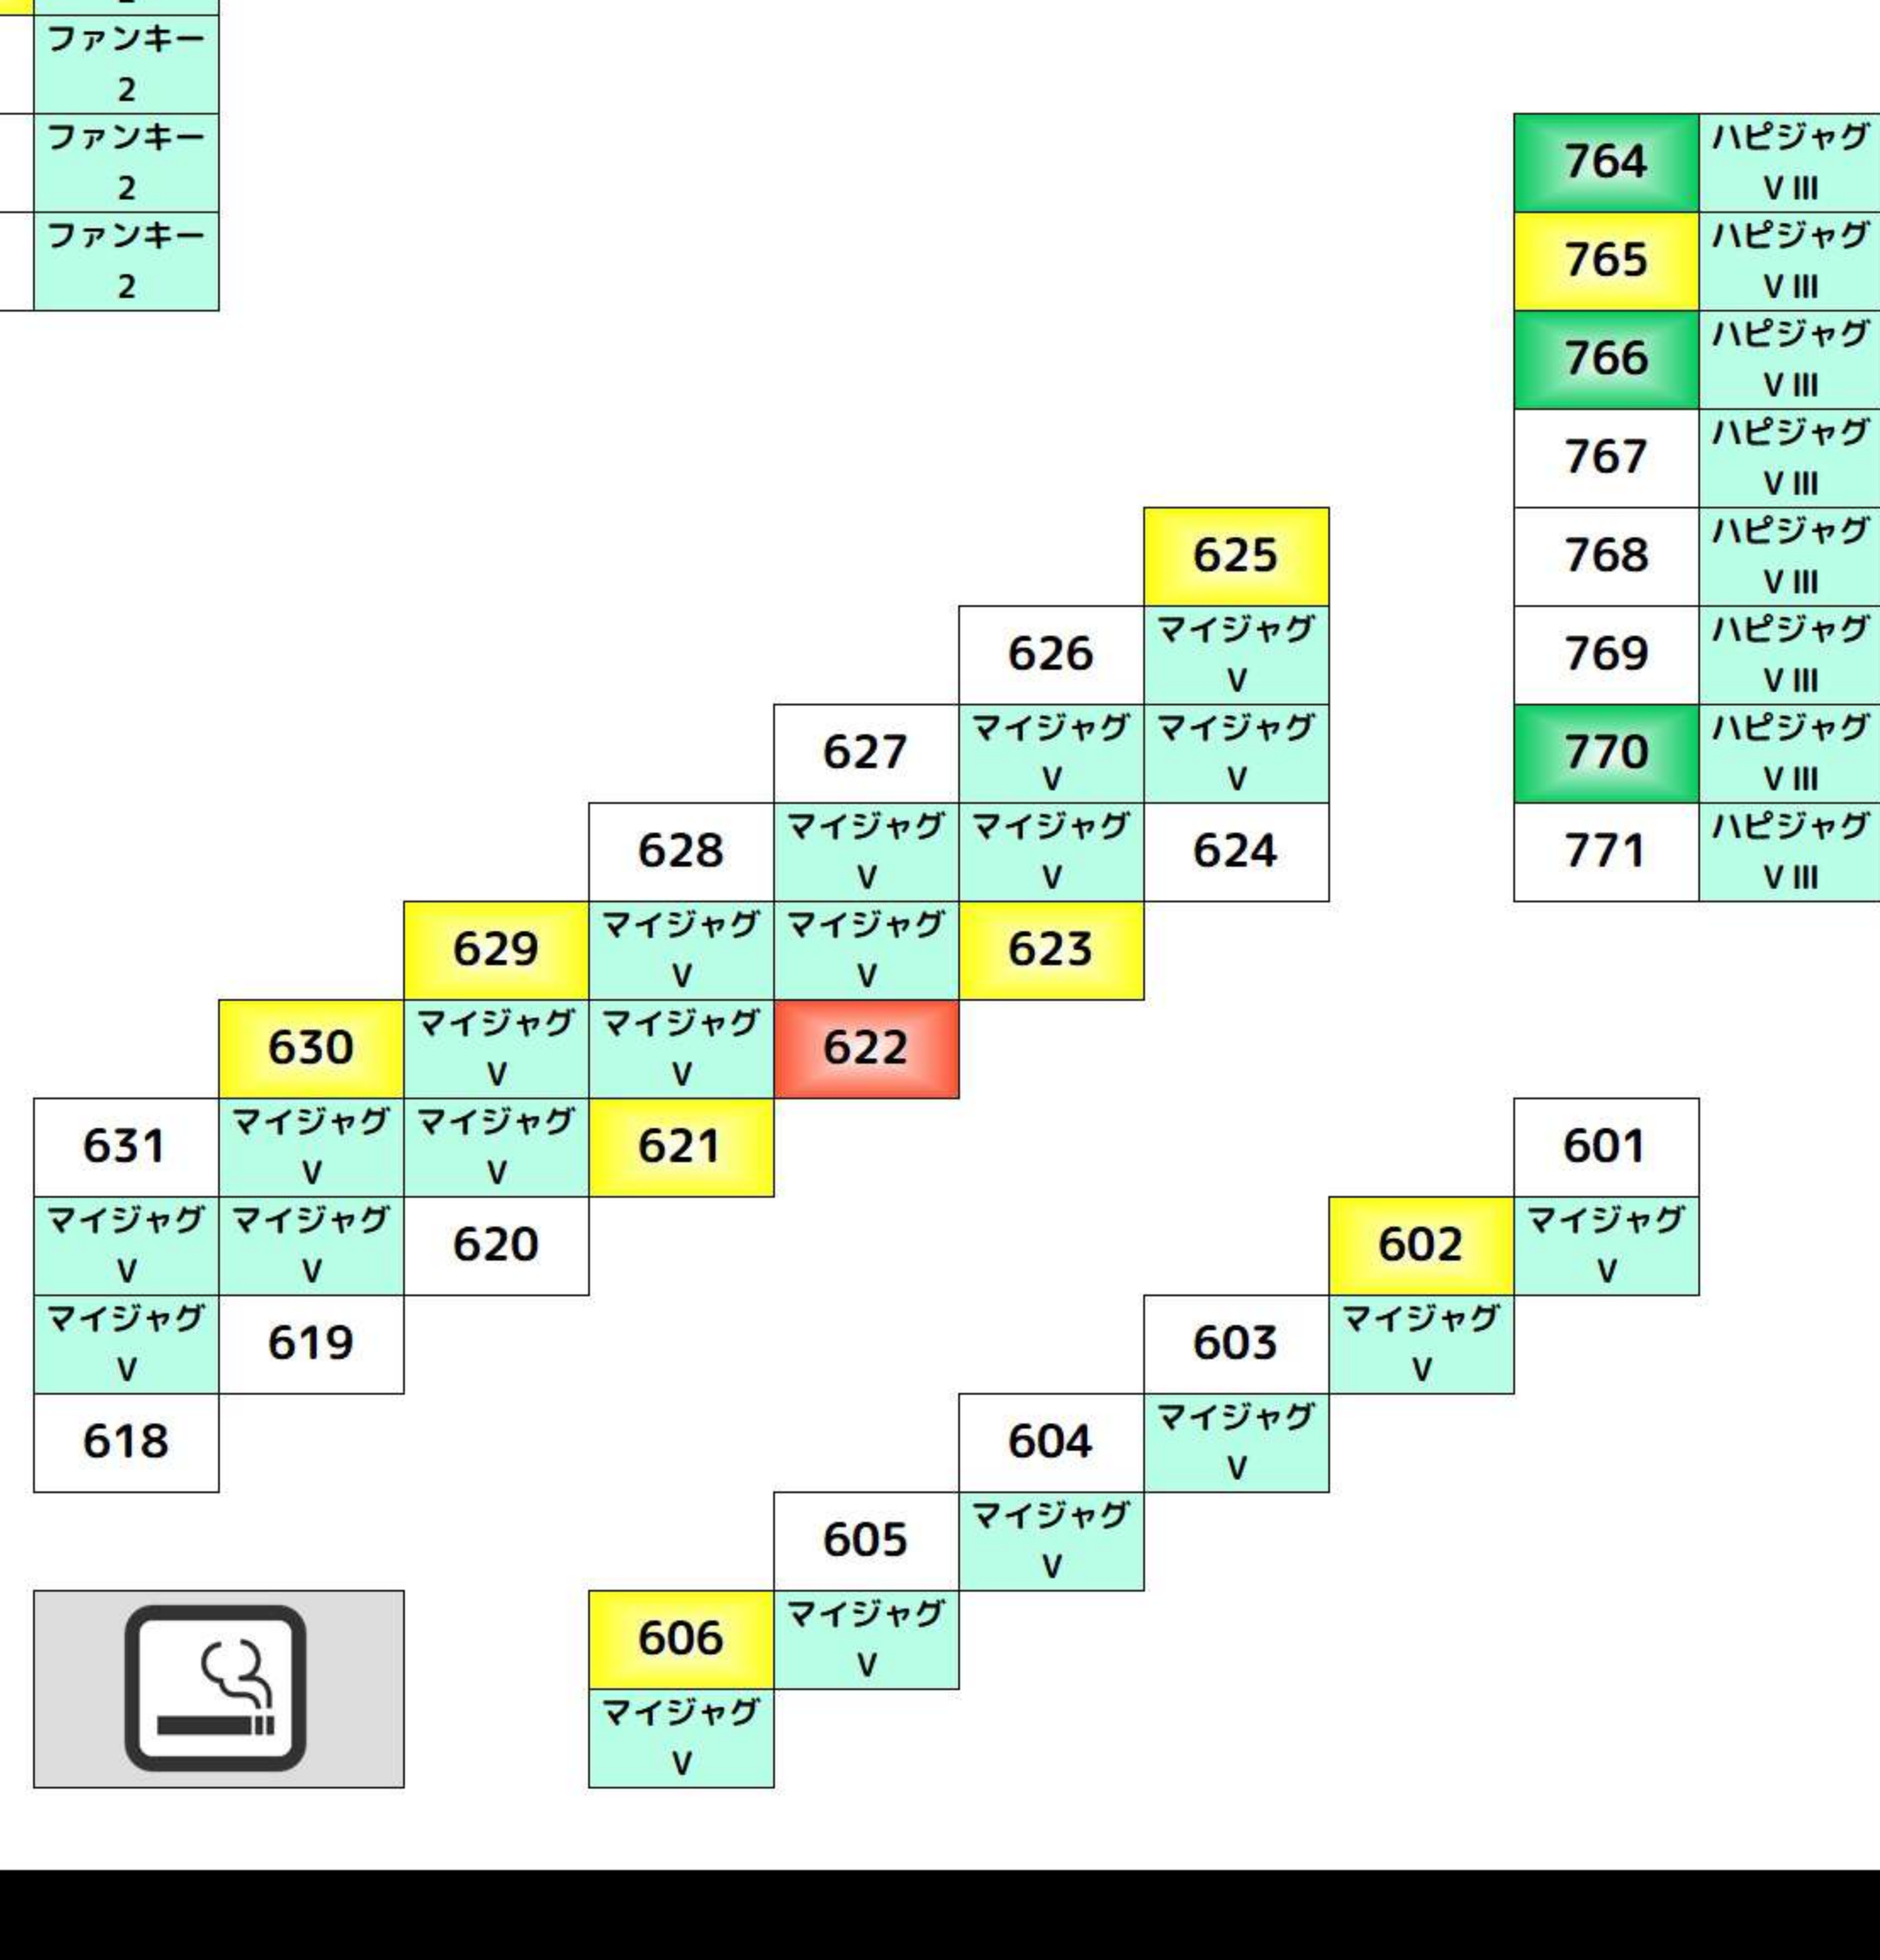 ファンキー
2
ファンキー
2
ファンキー
2
764
ハピジャグ
V III
765
ハピジャグ
V III
766
ハピジャグ
V III
767
ハピジャグ
V III
768
ハピジャグ
V III
769
ハピジャグ
V III
770
ハピジャグ
V III
771
ハピジャグ
V III
625
マイジャグ
V
626
マイジャグ
V
627
マイジャグ
V
628
マイジャグ
V
629
マイジャグ
V
630
マイジャグ
V
631
マイジャグ
V
マイジャグ
V
624
マイジャグ
V
623
マイジャグ
V
622
マイジャグ
V
621
マイジャグ
V
620
マイジャグ
V
619
マイジャグ
V
618
601
マイジャグ
V
602
マイジャグ
V
603
マイジャグ
V
604
マイジャグ
V
605
マイジャグ
V
606
マイジャグ
V